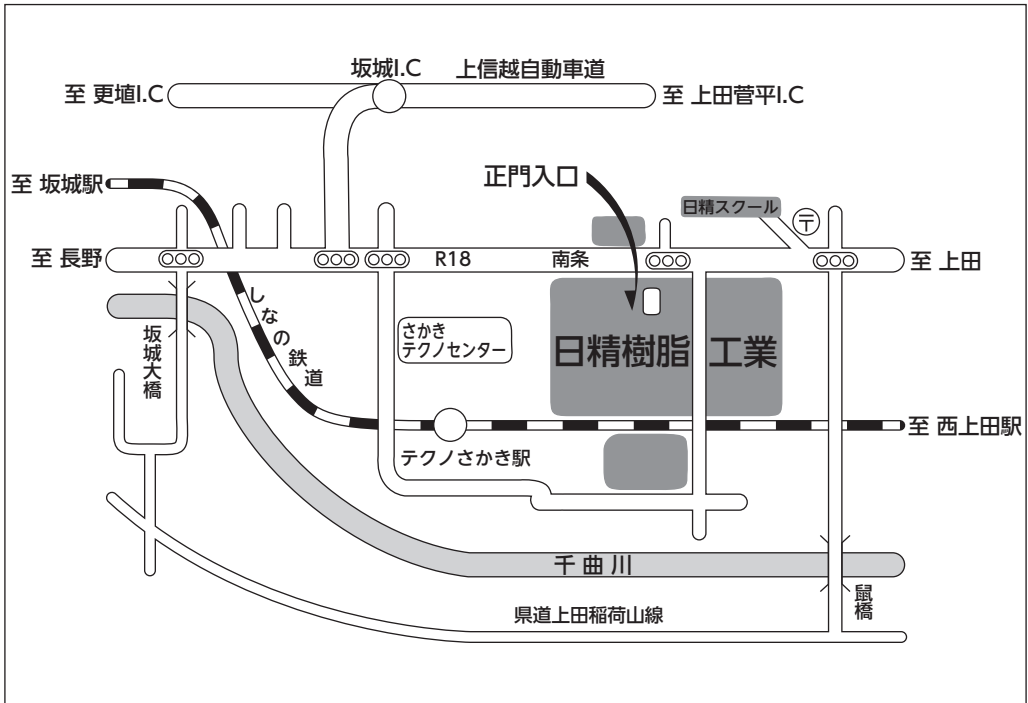 坂城I.C
上信越自動車道
至 更埴I.C
至 上田菅平I.C
至 坂城駅
正門入口
日精スクール
〒
至 長野
R18
南条
至 上田
しなの鉄道
坂城大橋
さかき
テクノセンター
日精樹脂 工業
至 西上田駅
テクノさかき駅
千曲川
鼠橋
県道上田稲荷山線